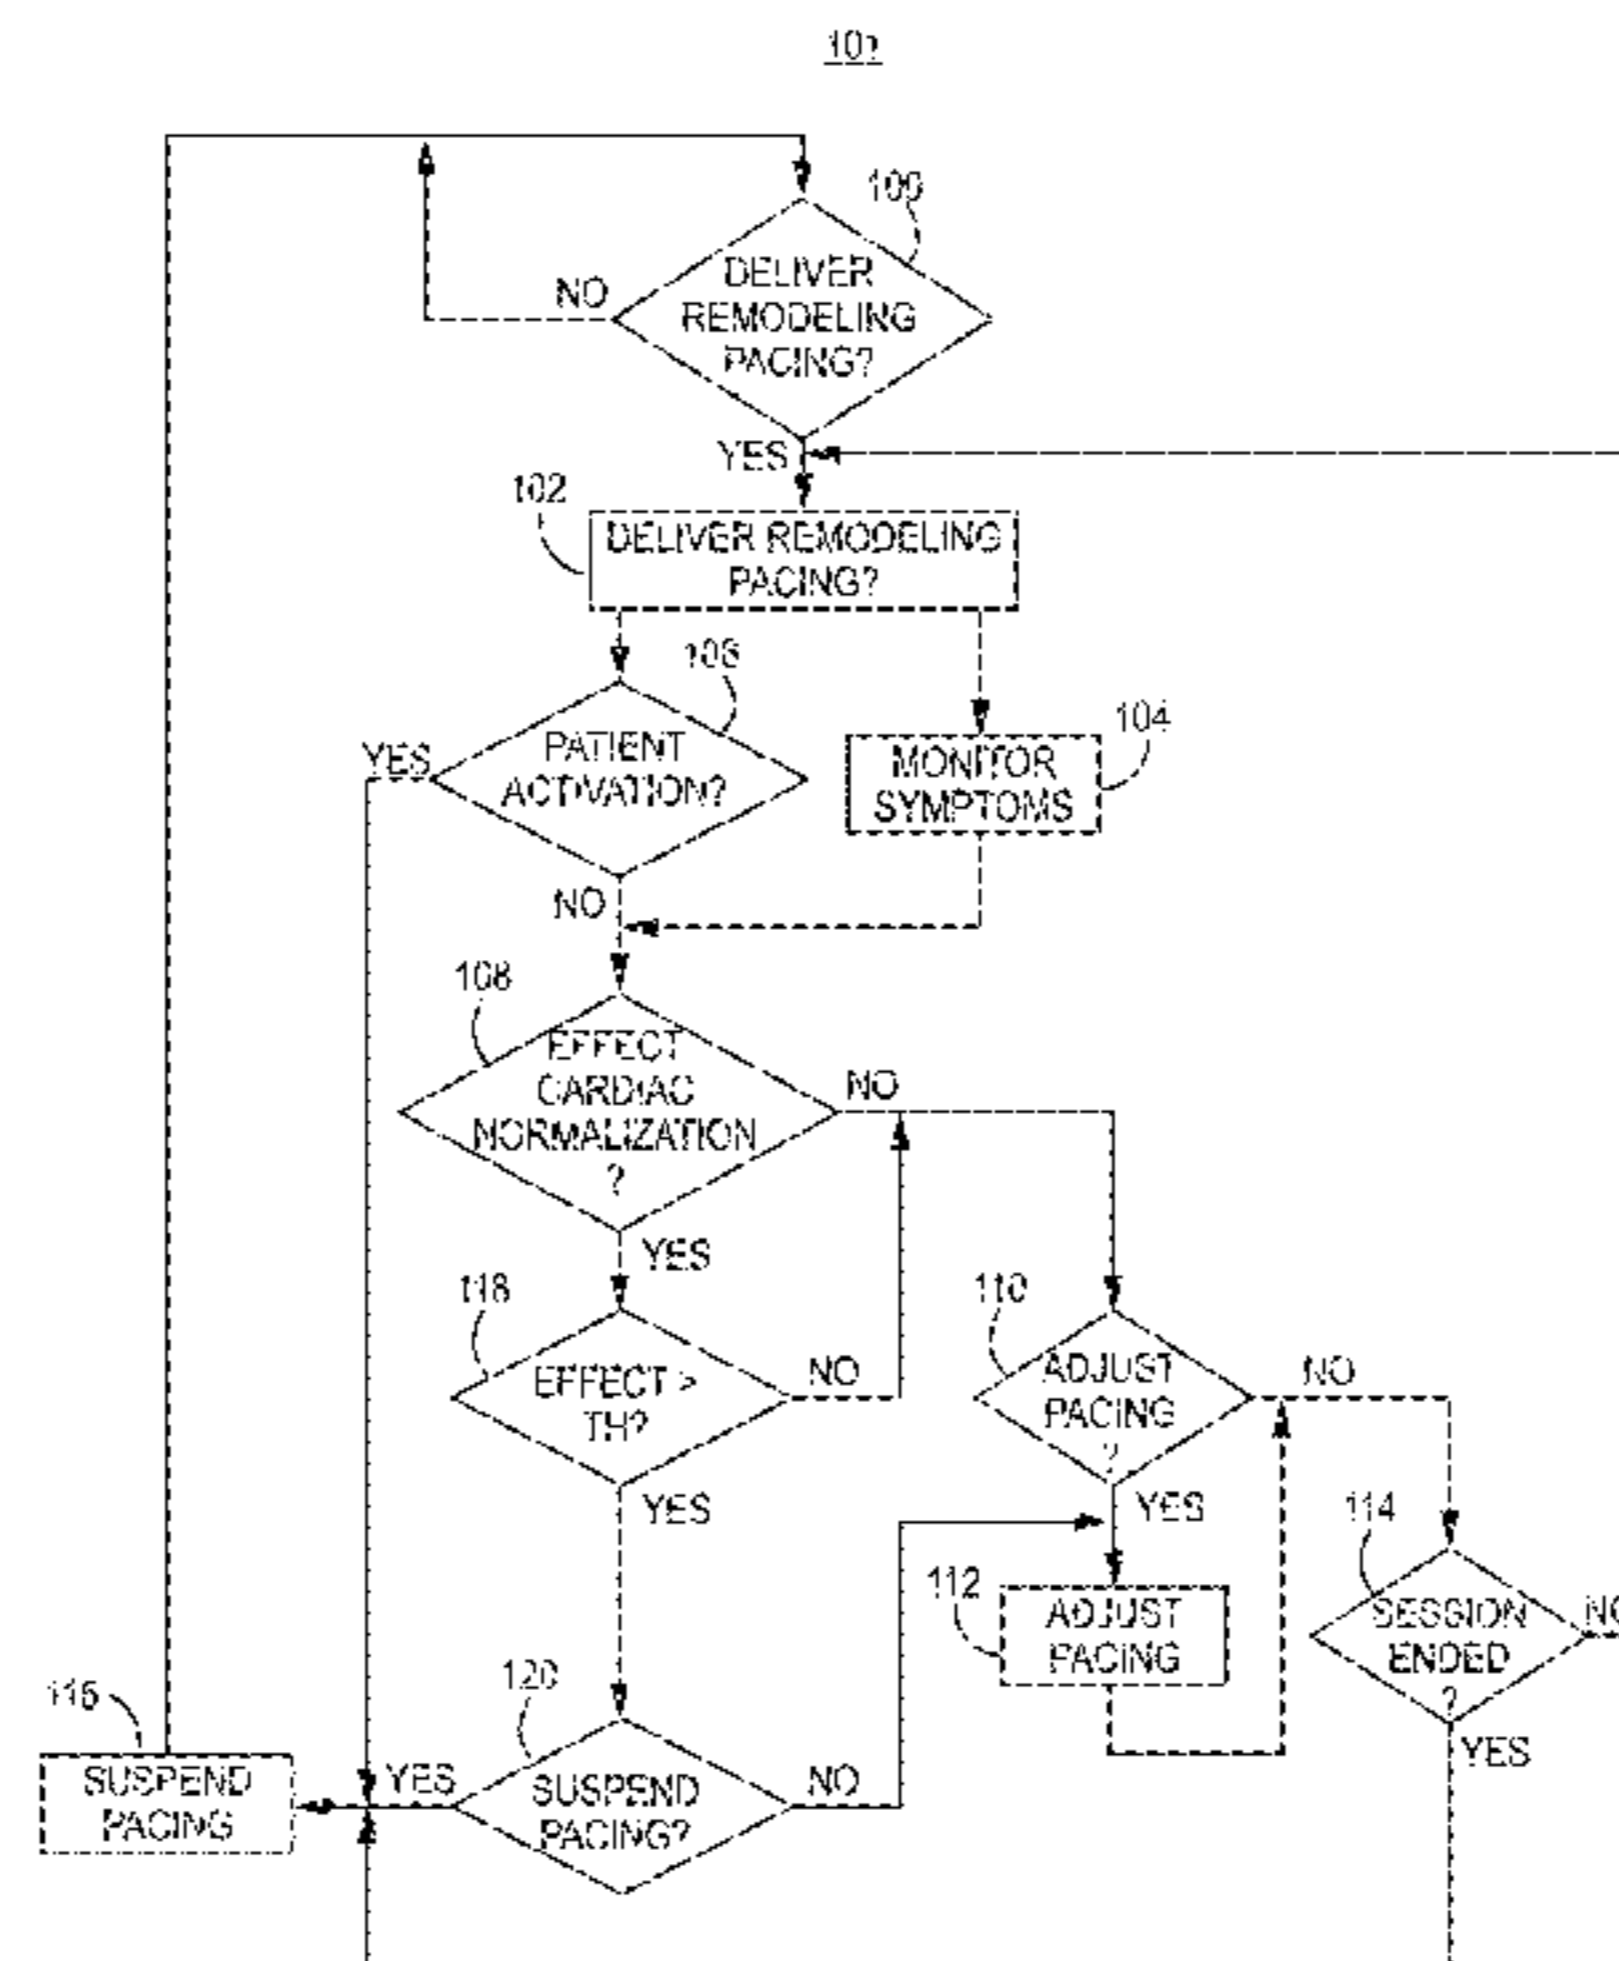 101
100
DELIVER
REMODELING
PACING?
NO
YES
102
DELIVER REMODELING
PACING?
106
PATIENT
ACTIVATION?
YES
104
MONITOR
SYMPTOMS
NO
108
EFFECT
CARDIAC
NORMALIZATION
?
NO
YES
118
EFFECT >
TH?
NO
110
ADJUST
PACING
?
NO
YES
YES
114
SESSION
ENDED
?
NO
112
ADJUST
PACING
120
SUSPEND
PACING?
YES
NO
YES
116
SUSPEND
PACING